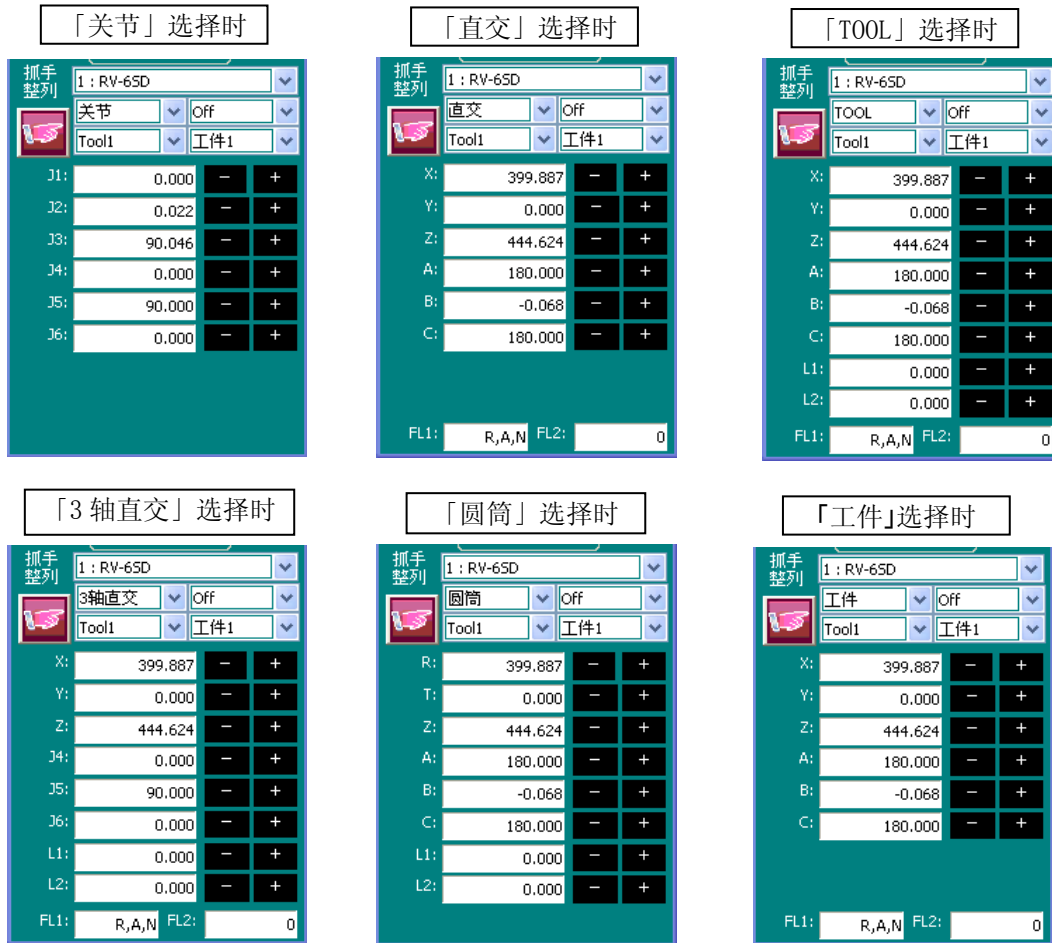 「关节」选择时
抓手
整列
1：RV-6SD
关节 Off
Tool1 工件1
J1: 0.000 － +
J2: 0.022 － +
J3: 90.046 － +
J4: 0.000 － +
J5: 90.000 － +
J6: 0.000 － +
「直交」选择时
抓手
整列
1：RV-6SD
直交 Off
Tool1 工件1
X: 399.887 － +
Y: 0.000 － +
Z: 444.624 － +
A: 180.000 － +
B: -0.068 － +
C: 180.000 － +
FL1: R,A,N FL2: 0
「TOOL」选择时
抓手
整列
1：RV-6SD
TOOL Off
Tool1 工件1
X: 399.887 － +
Y: 0.000 － +
Z: 444.624 － +
A: 180.000 － +
B: -0.068 － +
C: 180.000 － +
L1: 0.000 － +
L2: 0.000 － +
FL1: R,A,N FL2: 0
「3 轴直交」选择时
抓手
整列
1：RV-6SD
3轴直交 Off
Tool1 工件1
X: 399.887 － +
Y: 0.000 － +
Z: 444.624 － +
J4: 0.000 － +
J5: 90.000 － +
J6: 0.000 － +
L1: 0.000 － +
L2: 0.000 － +
FL1: R,A,N FL2: 0
「圆筒」选择时
抓手
整列
1：RV-6SD
圆筒 Off
Tool1 工件1
R: 399.887 － +
T: 0.000 － +
Z: 444.624 － +
A: 180.000 － +
B: -0.068 － +
C: 180.000 － +
L1: 0.000 － +
L2: 0.000 － +
「工件」选择时
抓手
整列
1：RV-6SD
工件 Off
Tool1 工件1
X: 399.887 － +
Y: 0.000 － +
Z: 444.624 － +
A: 180.000 － +
B: -0.068 － +
C: 180.000 － +
FL1: R,A,N FL2: 0